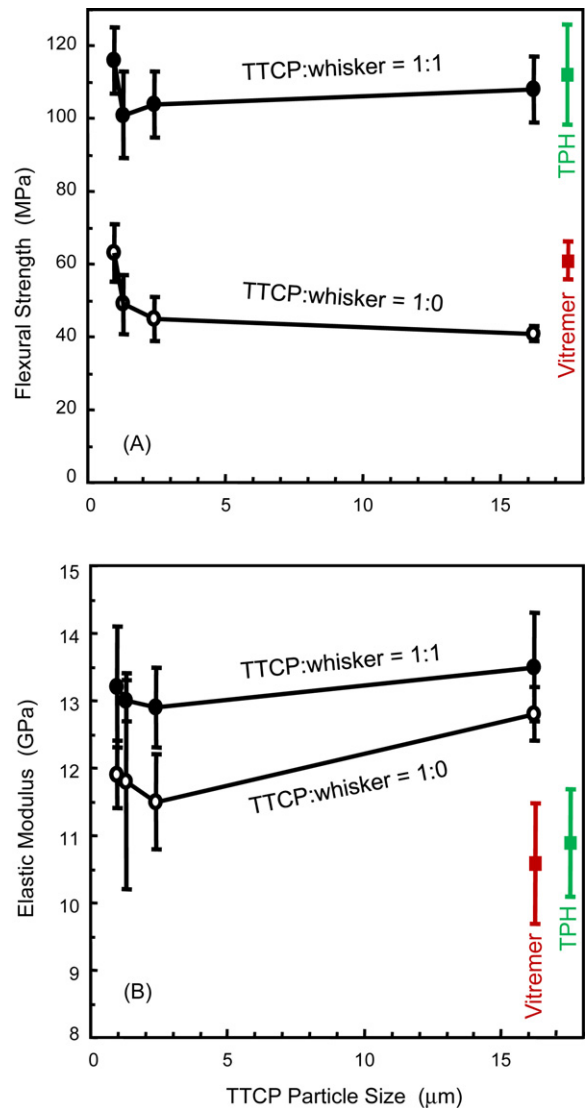 120
100
80
60
40
20
0
Flexural Strength (MPa)
TTCP:whisker = 1:1
TTCP:whisker = 1:0
TPH
Vitremer
(A)
0 5 10 15
15
14
13
12
11
10
9
8
Elastic Modulus (GPa)
TTCP:whisker = 1:1
TTCP:whisker = 1:0
Vitremer
TPH
(B)
0 5 10 15
TTCP Particle Size (μm)